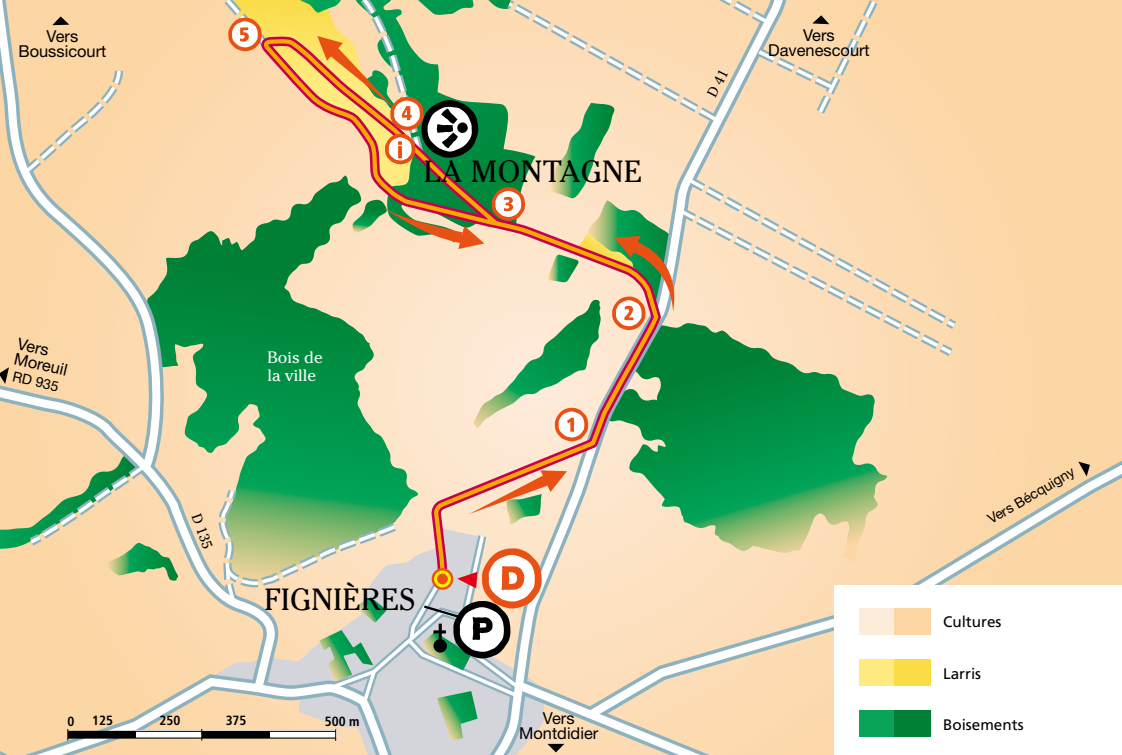 Vers
Boussicourt
Vers
Davenescourt
D 41
5
4
i
LA MONTAGNE
3
2
Vers
Moreuil
RD 935
Bois de
la ville
1
Vers Bécquigny
D 135
D
FIGNIÈRES
P
Vers
Montdidier
0 125 250 375 500 m
Cultures
Larris
Boisements